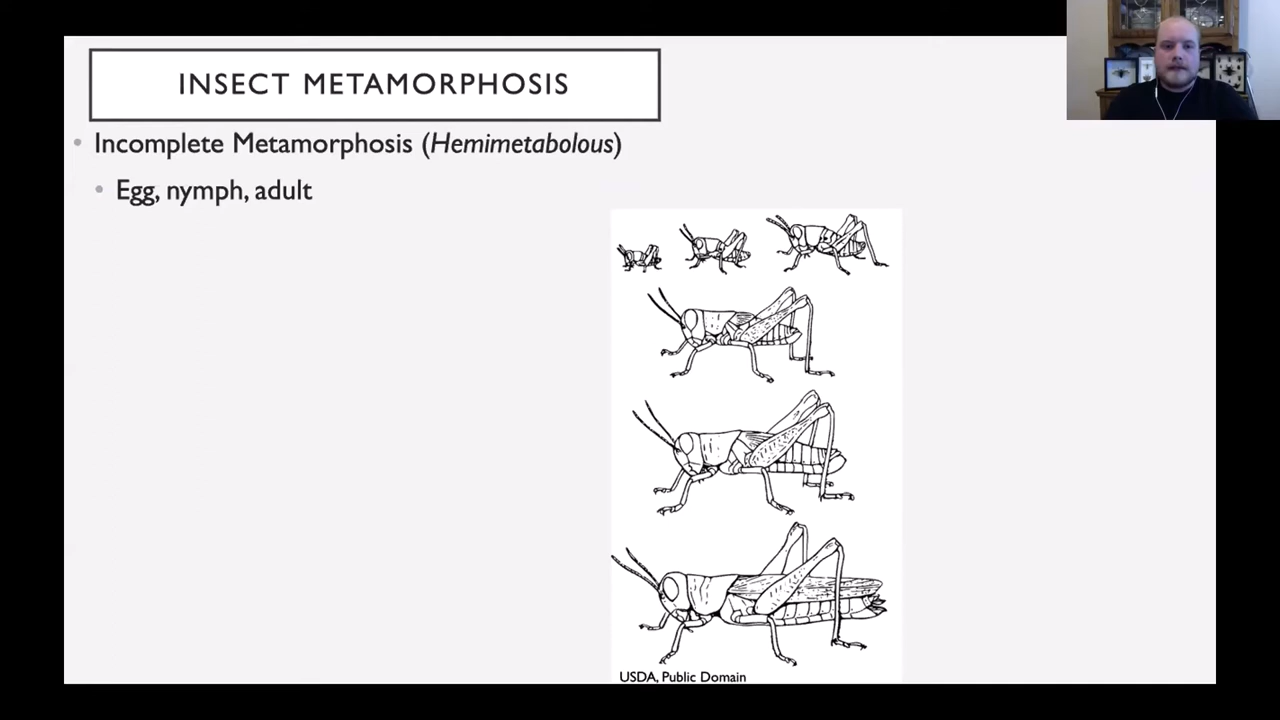 INSECT METAMORPHOSIS
• Incomplete Metamorphosis (Hemimetabolous)
• Egg, nymph, adult
USDA, Public Domain